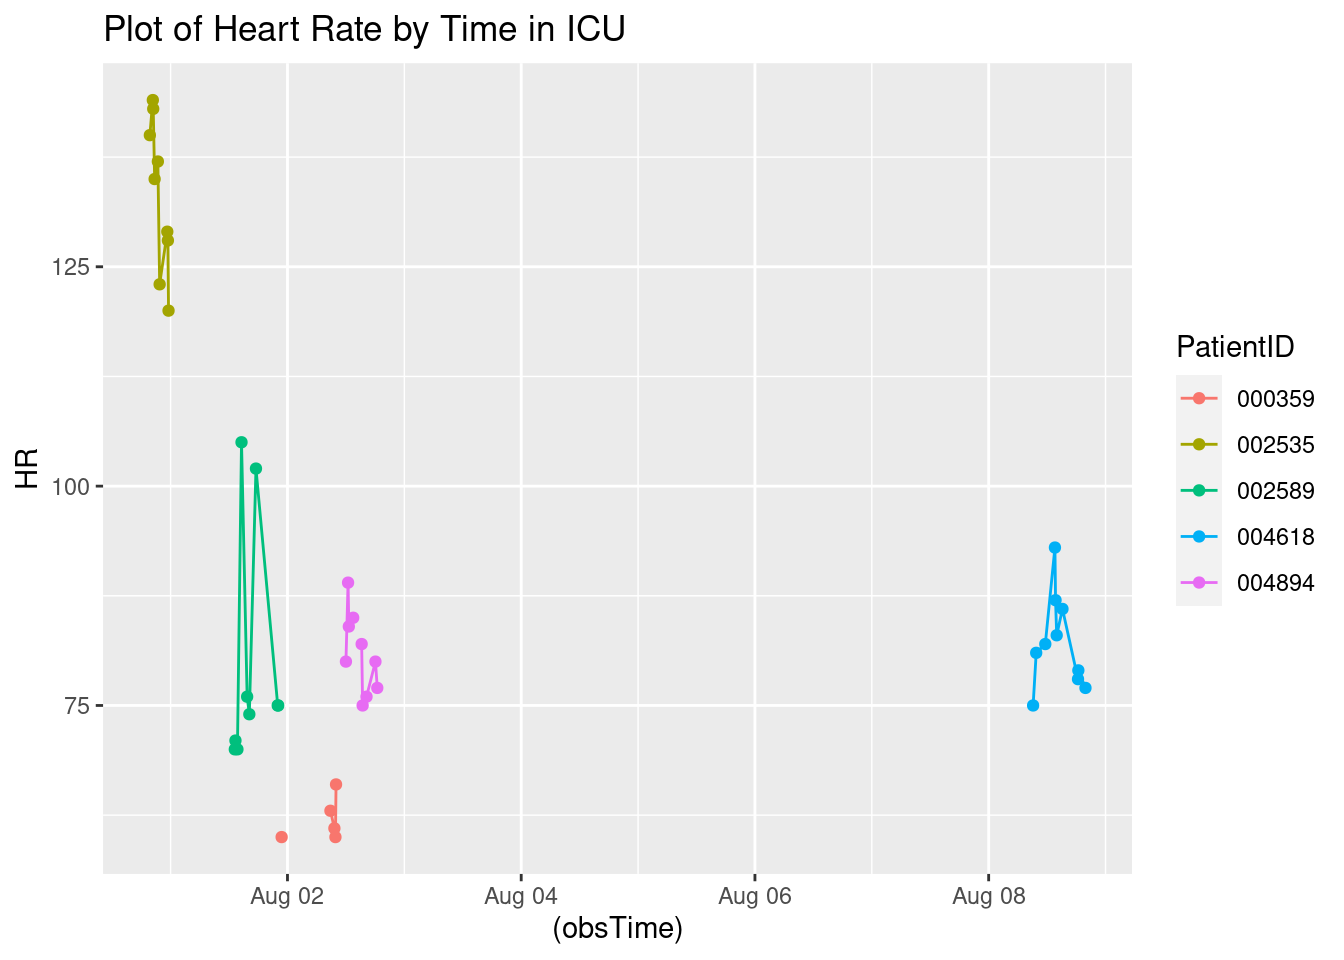 Plot of Heart Rate by Time in ICU
125
100
75
HR
Aug 02
Aug 04
Aug 06
Aug 08
(obsTime)
PatientID
000359
002535
002589
004618
004894